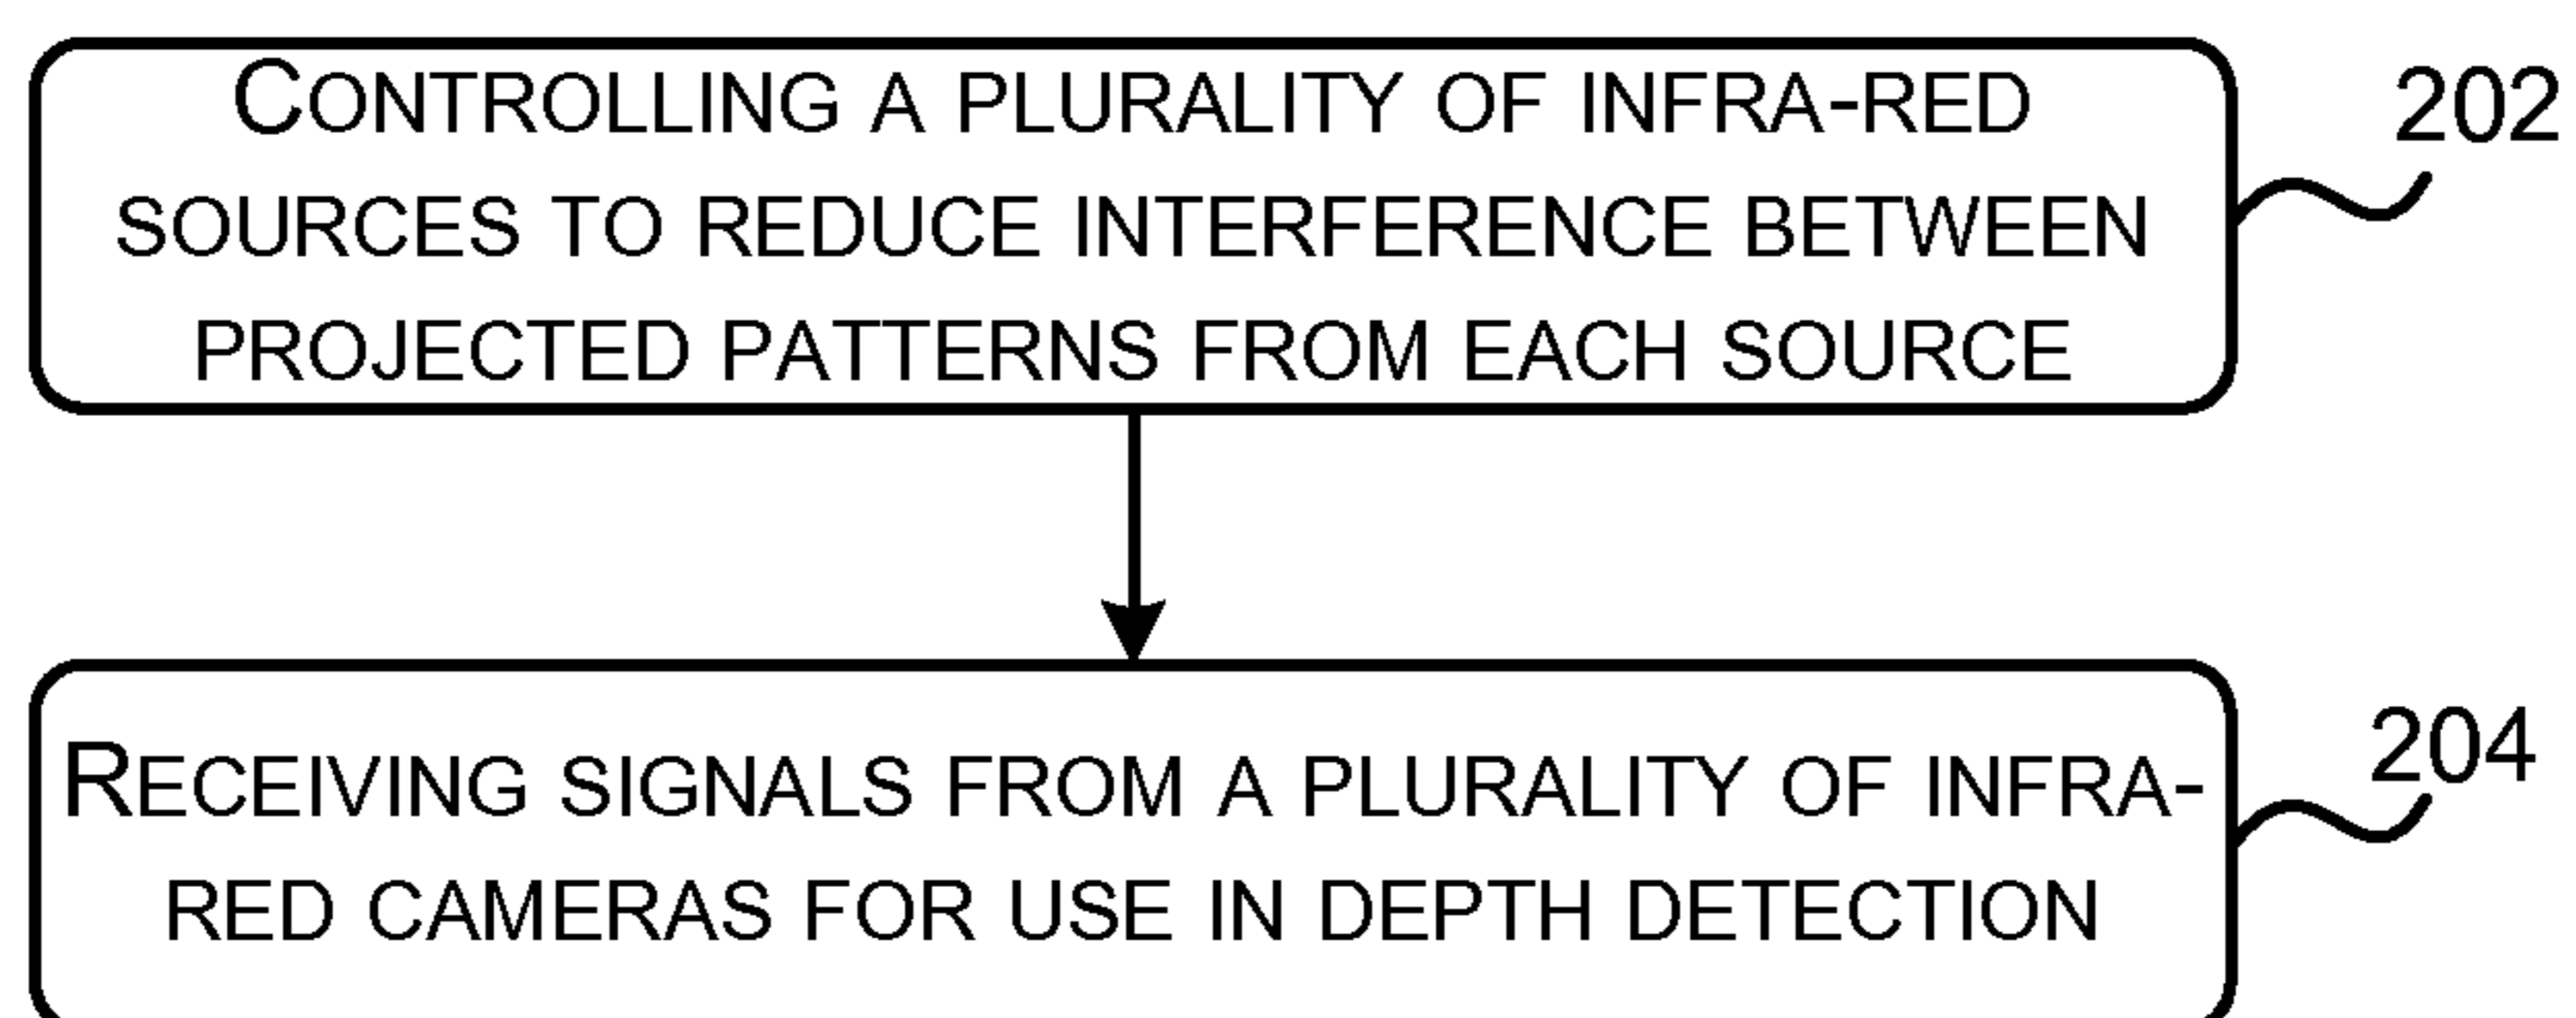 CONTROLLING A PLURALITY OF INFRA-RED
SOURCES TO REDUCE INTERFERENCE BETWEEN
PROJECTED PATTERNS FROM EACH SOURCE
202
RECEIVING SIGNALS FROM A PLURALITY OF INFRA-
RED CAMERAS FOR USE IN DEPTH DETECTION
204